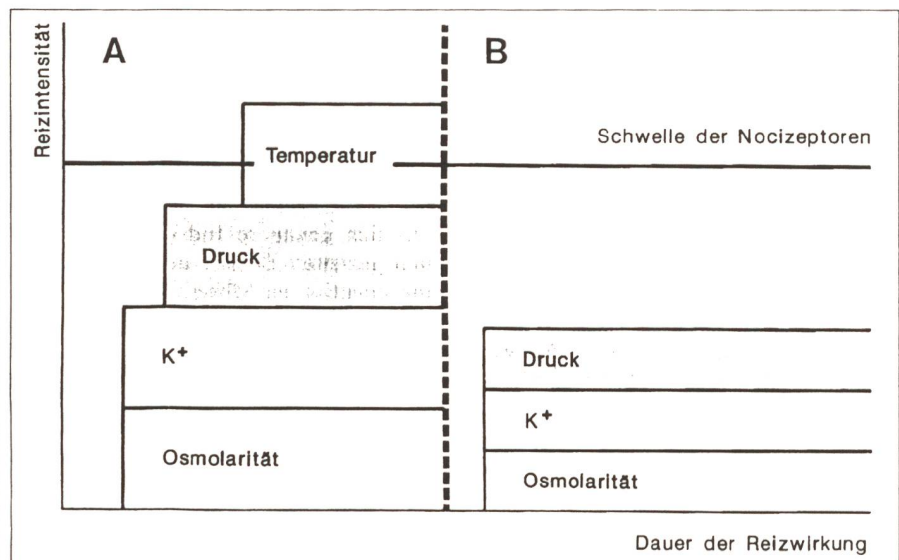 Reizintensität
A
Temperatur
Druck
K+
Osmolarität
B
Schwelle der Nocizeptoren
Druck
K+
Osmolarität
Dauer der Reizwirkung